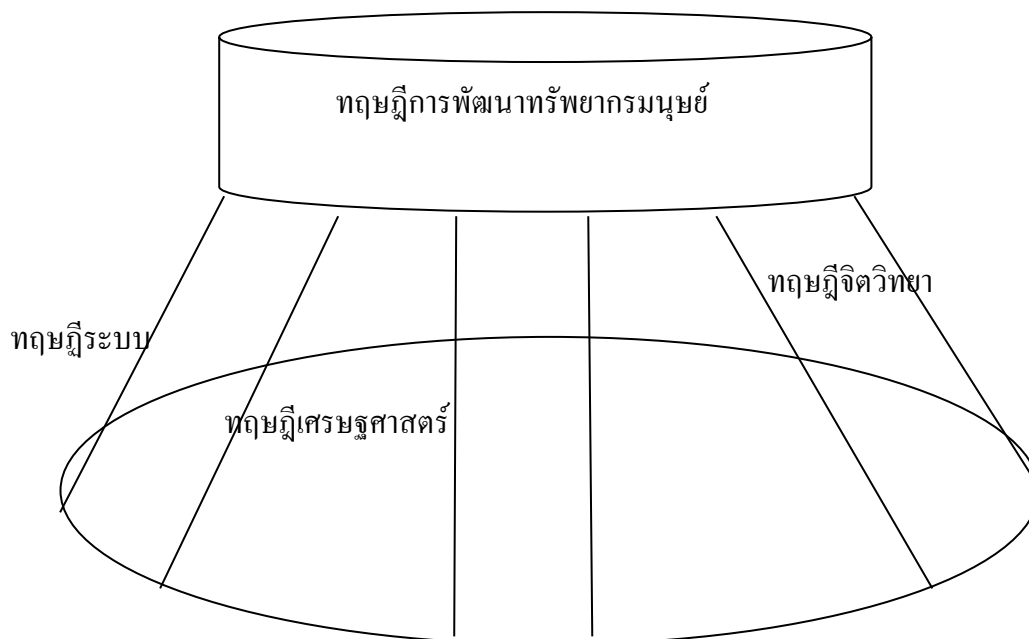 ทฤษฎีการพัฒนาทรัพยากรมนุษย์
ทฤษฎีจิตวิทยา
ทฤษฏีระบบ
ทฤษฎีเศรษฐศาสตร์